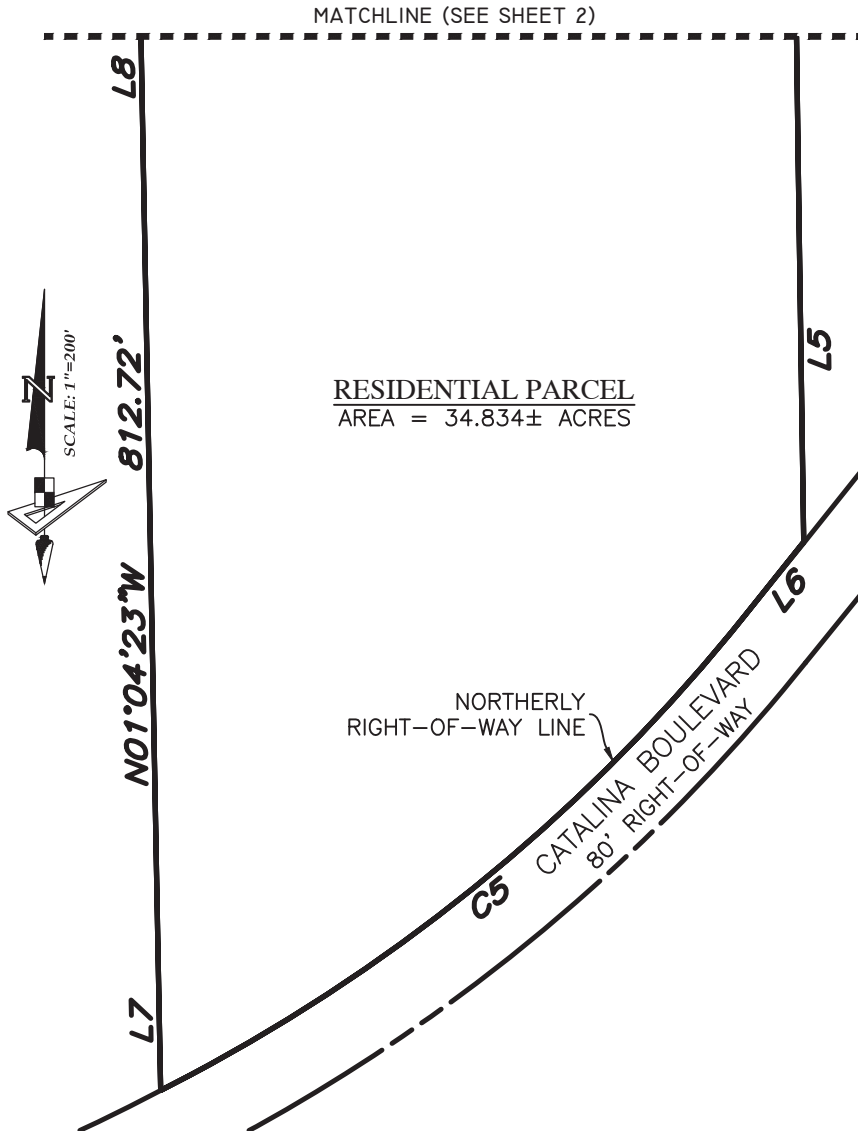 MATCHLINE (SEE SHEET 2)
L8
L5
N
SCALE: 1"=200'
N01°04'23"W 812.72'
RESIDENTIAL PARCEL
AREA = 34.834± ACRES
L6
NORTHERLY
RIGHT-OF-WAY LINE
CATALINA BOULEVARD
80' RIGHT-OF-WAY
C5
L7